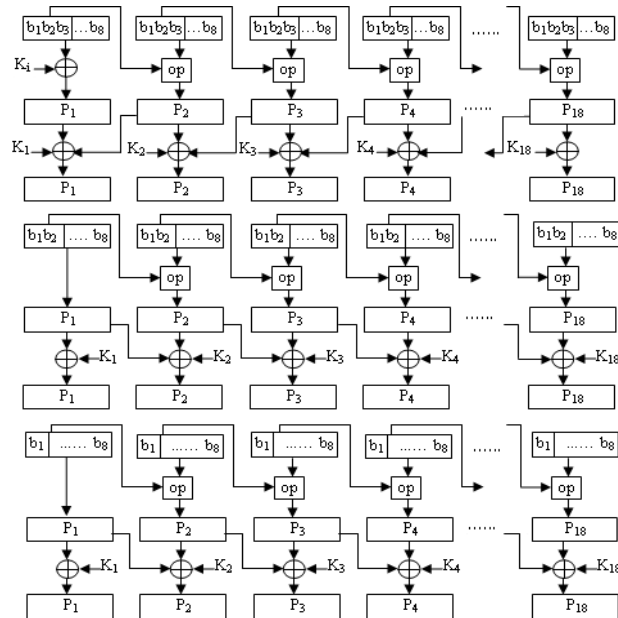 b1b2b3 ...b8 b1b2b3 ...b8 b1b2b3 ...b8 b1b2b3 ...b8 ...... b1b2b3 ...b8
Ki op op op op
P1 P2 P3 P4 ...... P18
K1 K2 K3 K4 K18
P1 P2 P3 P4 P18
b1b2 .... b8 b1b2 .... b8 b1b2 .... b8 b1b2 .... b8 ...... b1b2 .... b8
op op op op
P1 P2 P3 P4 ...... P18
K1 K2 K3 K4 K18
P1 P2 P3 P4 P18
b1 ...... b8 b1 ...... b8 b1 ...... b8 b1 ...... b8 ...... b1 ...... b8
op op op op
P1 P2 P3 P4 ...... P18
K1 K2 K3 K4 K18
P1 P2 P3 P4 P18